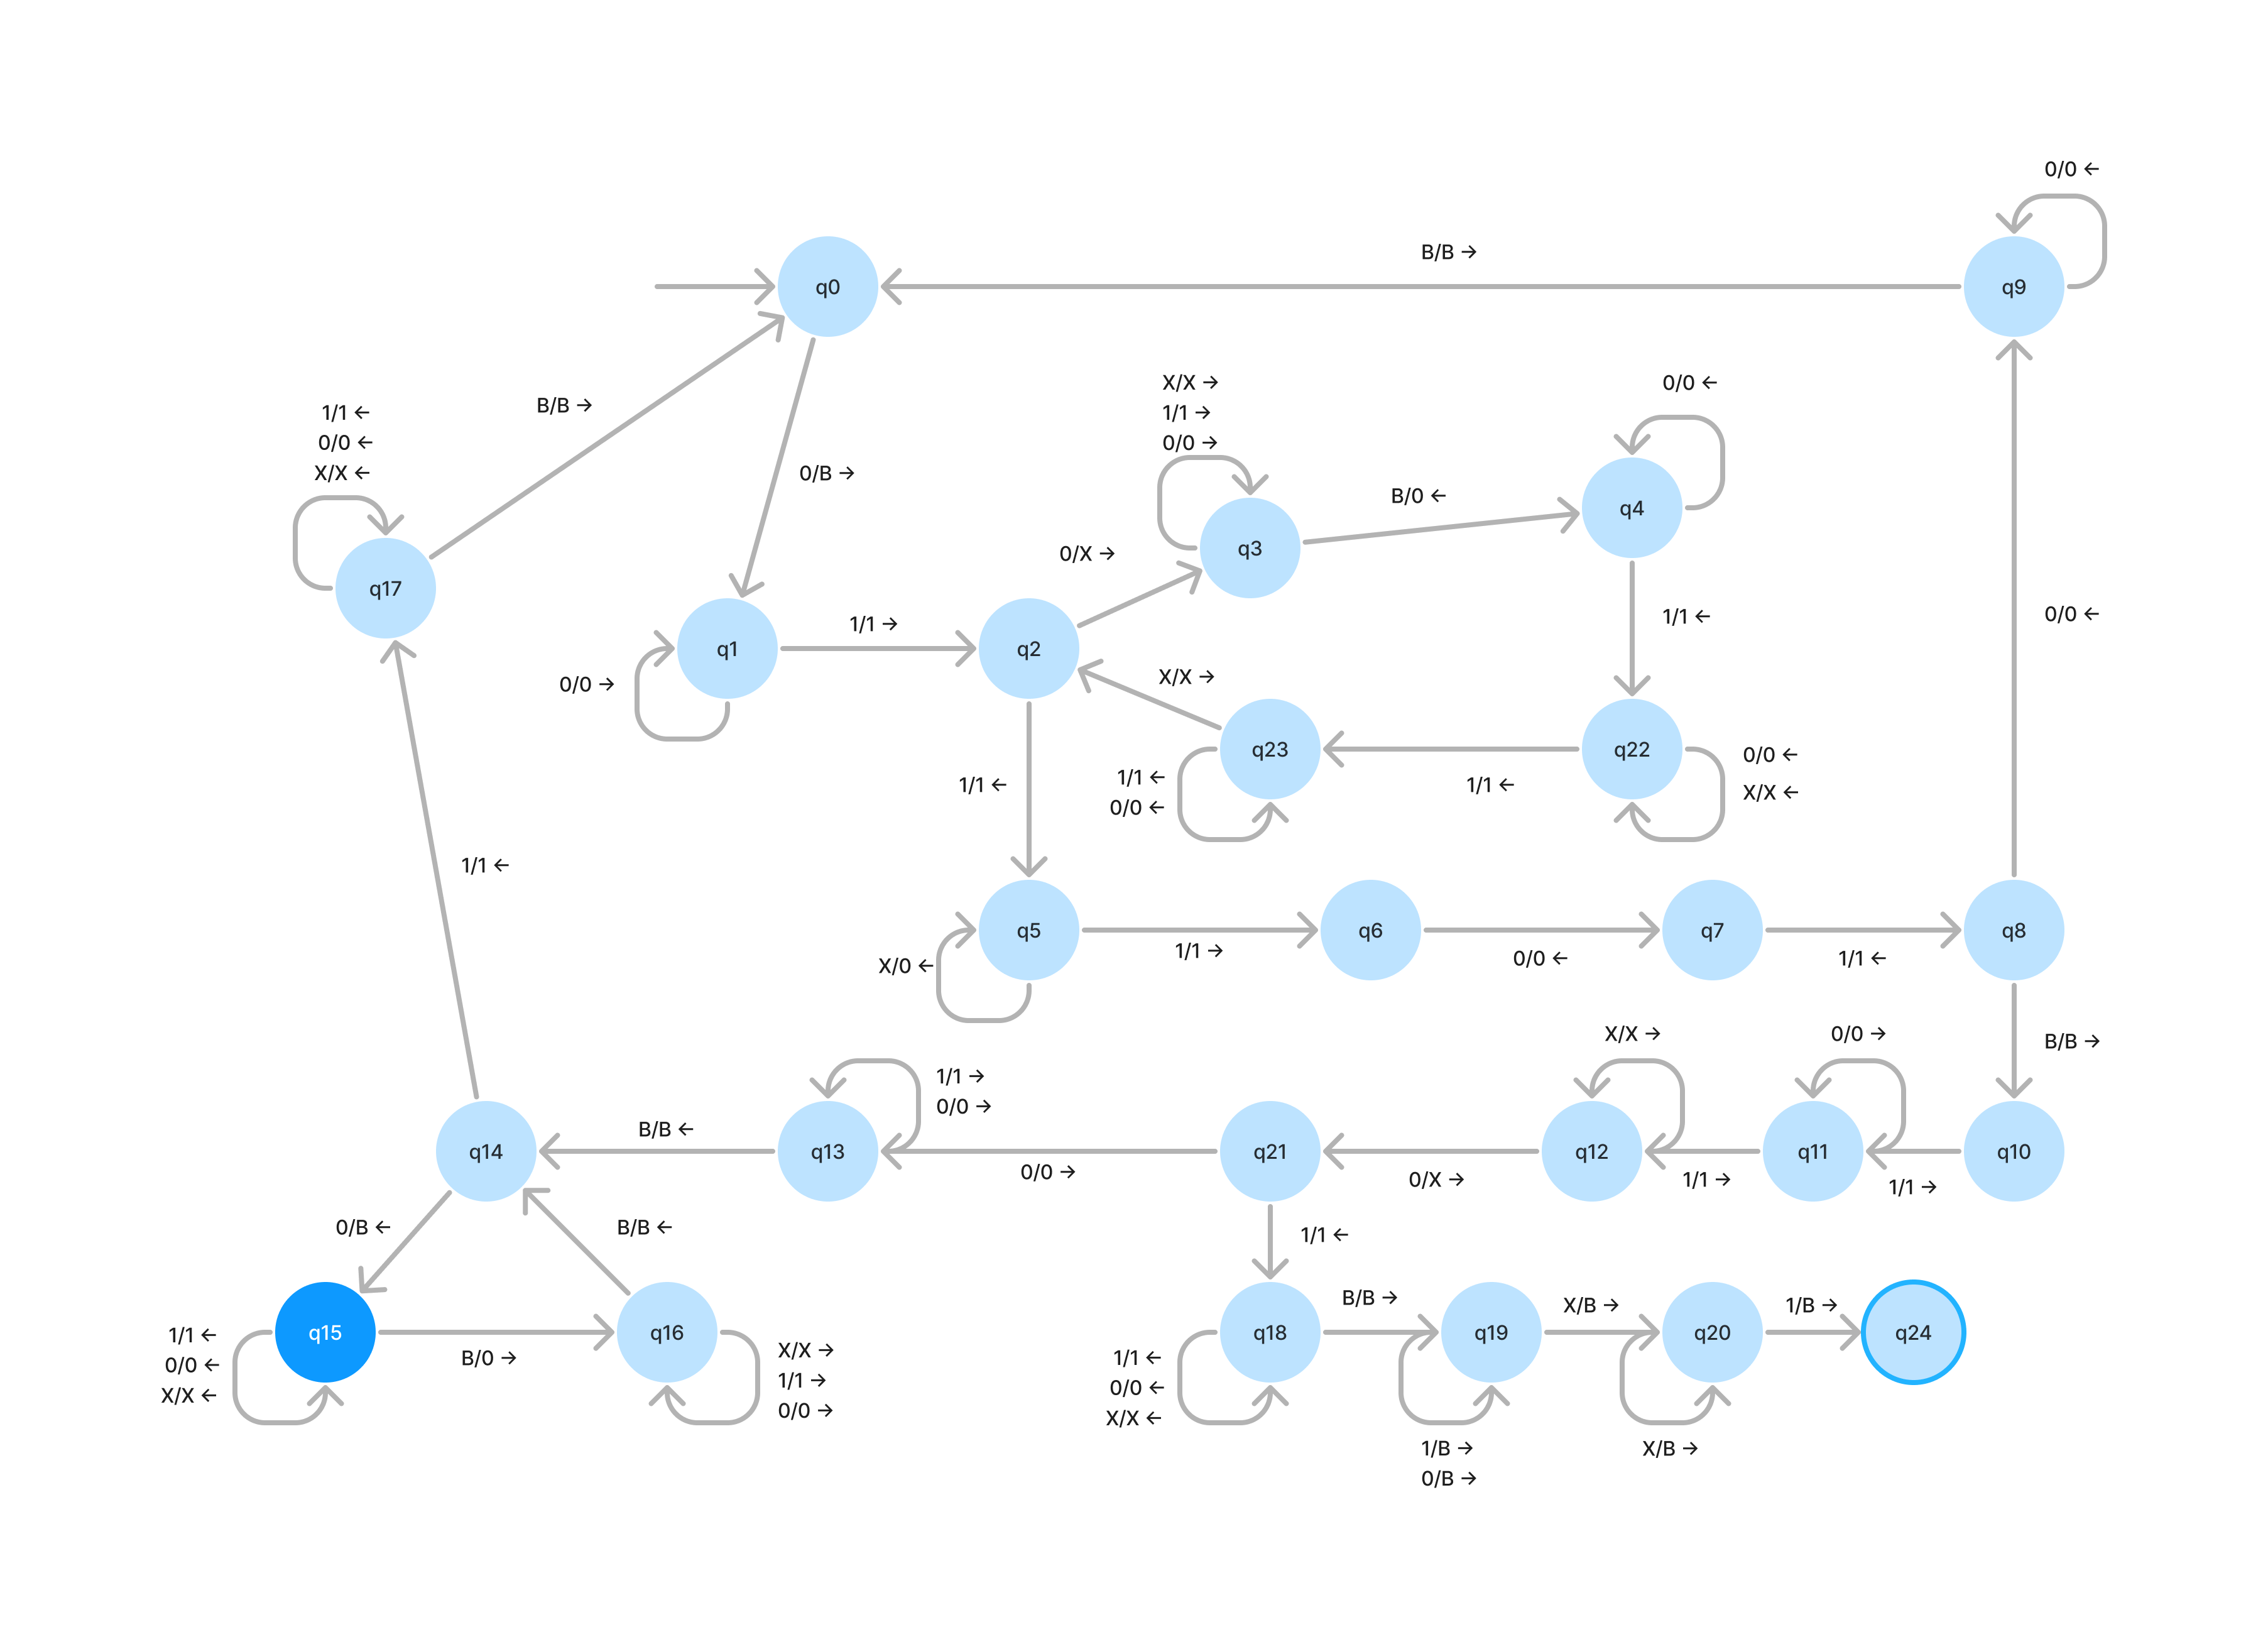 0/0 ←
B/B →
q0
q9
X/X →
1/1 →
0/0 →
0/0 ←
1/1 ←
0/0 ←
X/X ←
B/B →
0/B →
B/0 ←
q4
0/X →
q3
q17
1/1 →
1/1 ←
0/0 ←
q1
q2
X/X →
0/0 →
q23
q22
0/0 ←
X/X ←
1/1 ←
0/0 ←
1/1 ←
1/1 ←
1/1 ←
q5
q6
q7
q8
X/0 ←
1/1 →
0/0 ←
1/1 ←
X/X →
0/0 →
B/B →
1/1 →
0/0 →
B/B ←
q14
q13
q21
q12
q11
q10
0/0 →
0/X →
1/1 →
1/1 →
0/B ←
B/B ←
1/1 ←
B/B →
X/B →
1/B →
q15
q16
q18
q19
q20
q24
1/1 ←
0/0 ←
X/X ←
B/0 →
X/X →
1/1 →
0/0 →
1/1 ←
0/0 ←
X/X ←
1/B →
0/B →
X/B →